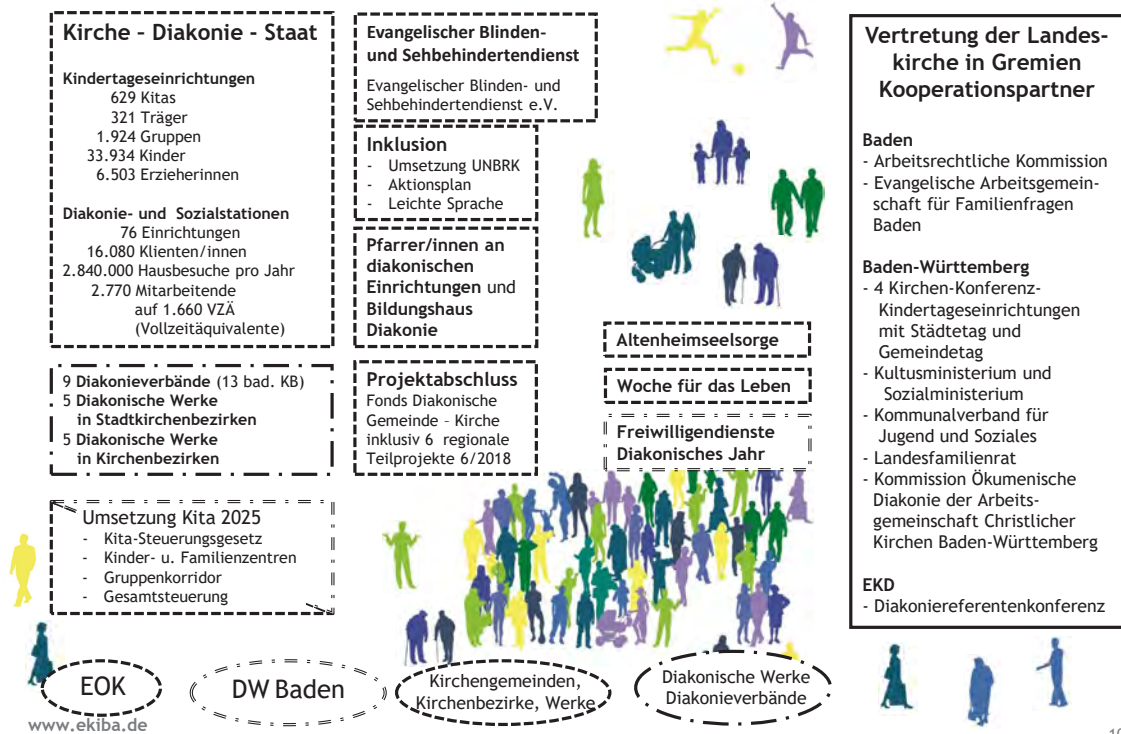 Kirche – Diakonie - Staat
Kindertageseinrichtungen
629 Kitas
321 Träger
1.924 Gruppen
33.934 Kinder
6.503 Erzieherinnen
Diakonie- und Sozialstationen
76 Einrichtungen
16.080 Klienten/innen
2.840.000 Hausbesuche pro Jahr
2.770 Mitarbeitende
auf 1.660 VZÄ
(Vollzeitäquivalente)
9 Diakonieverbände (13 bad. KB)
5 Diakonische Werke
in Stadtkirchenbezirken
5 Diakonische Werke
in Kirchenbezirken
Umsetzung Kita 2025
- Kita-Steuerungsgesetz
- Kinder- u. Familienzentren
- Gruppenkorridor
- Gesamtsteuerung
Evangelischer Blinden-
und Sehbehindertendienst
Evangelischer Blinden- und
Sehbehindertendienst e.V.
Inklusion
- Umsetzung UNBRK
- Aktionsplan
- Leichte Sprache
Pfarrer/innen an
diakonischen
Einrichtungen und
Bildungshaus
Diakonie
Projektabschluss
Fonds Diakonische
Gemeinde – Kirche
inklusiv 6 regionale
Teilprojekte 6/2018
Altenheimseelsorge
Woche für das Leben
Freiwilligendienste
Diakonisches Jahr
Vertretung der Landes-
kirche in Gremien
Kooperationspartner
Baden
- Arbeitsrechtliche Kommission
- Evangelische Arbeitsgemein-
schaft für Familienfragen
Baden
Baden-Württemberg
- 4 Kirchen-Konferenz-
Kindertageseinrichtungen
mit Städtetag und
Gemeindetag
- Kultusministerium und
Sozialministerium
- Kommunalverband für
Jugend und Soziales
- Landesfamilienrat
- Kommission Ökumenische
Diakonie der Arbeits-
gemeinschaft Christlicher
Kirchen Baden-Württemberg
EKD
- Diakoniereferentenkonferenz
EOK
DW Baden
Kirchengemeinden,
Kirchenbezirke, Werke
Diakonische Werke
Diakonieverbände
www.ekiba.de